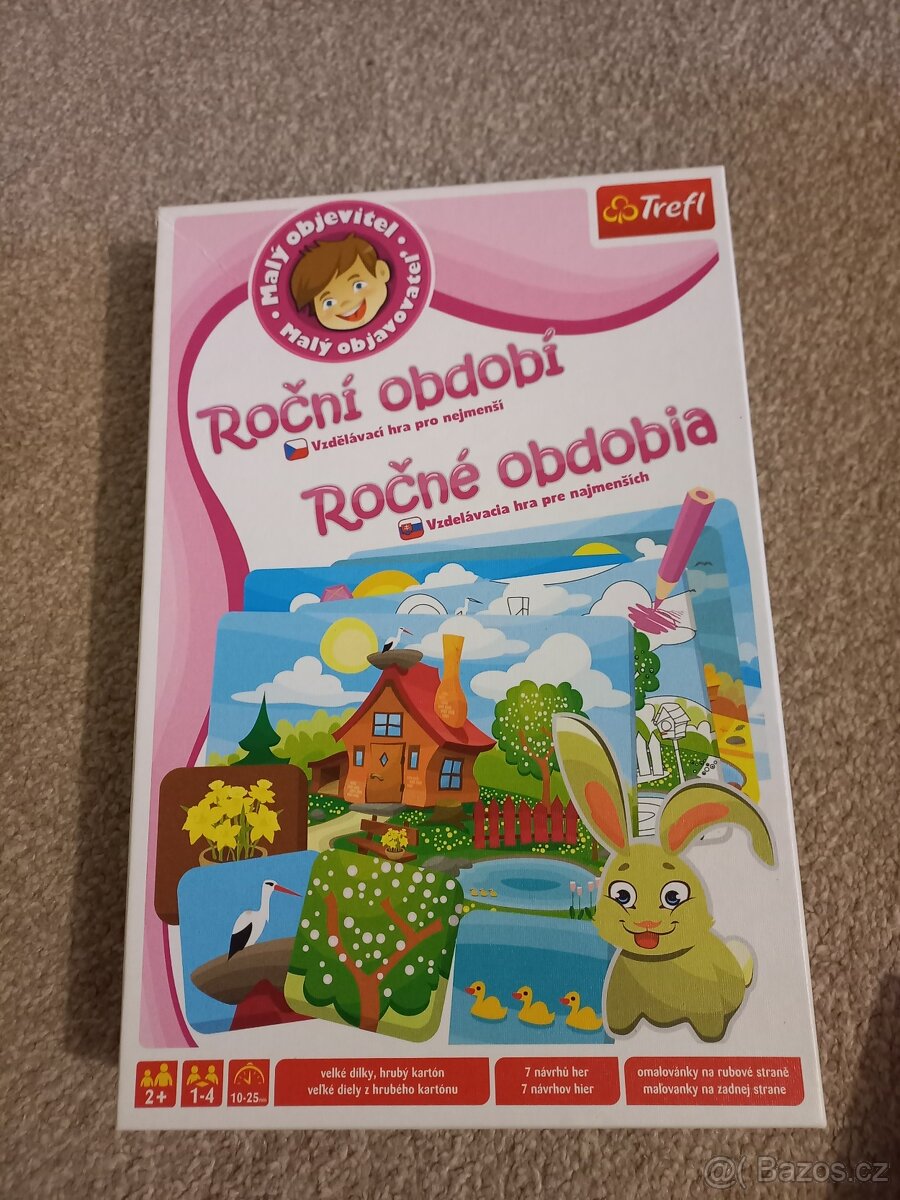 Trefl
Malý objevitel
Malý objavovateľ
Roční období
Vzdělávací hra pro nejmenší
Ročné obdobia
Vzdelávacia hra pre najmenších
2+
1-4
10-25min
velké dílky, hrubý kartón
veľké diely z hrubého kartónu
7 návrhů her
7 návrhov hier
omalovánky na rubové straně
maľovanky na zadnej strane
@( Bazos.cz